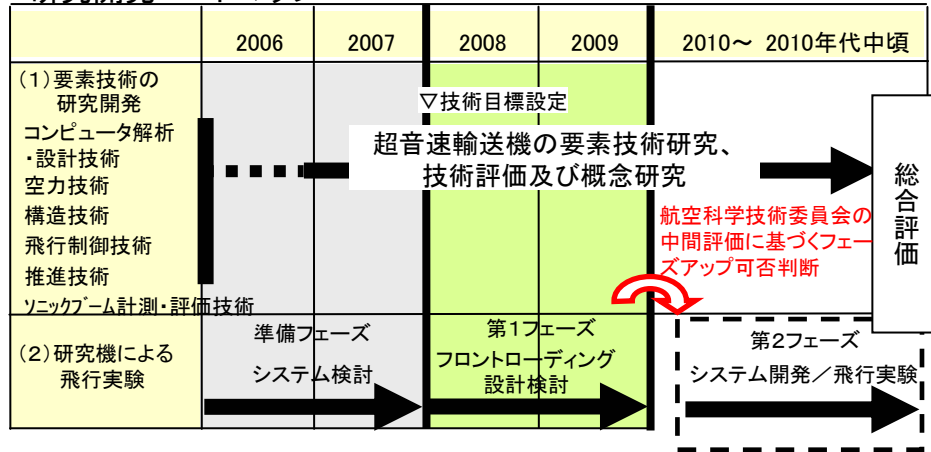 2006
2007
2008
2009
2010～ 2010年代中頃
(1)要素技術の
研究開発
コンピュータ解析
・設計技術
空力技術
構造技術
飛行制御技術
推進技術
ソニックブーム計測・評価技術
▽技術目標設定
超音速輸送機の要素技術研究、
技術評価及び概念研究
航空科学技術委員会の
中間評価に基づくフェー
ズアップ可否判断
総合評価
(2)研究機による
飛行実験
準備フェーズ
システム検討
第1フェーズ
フロントローディング
設計検討
第2フェーズ
システム開発／飛行実験